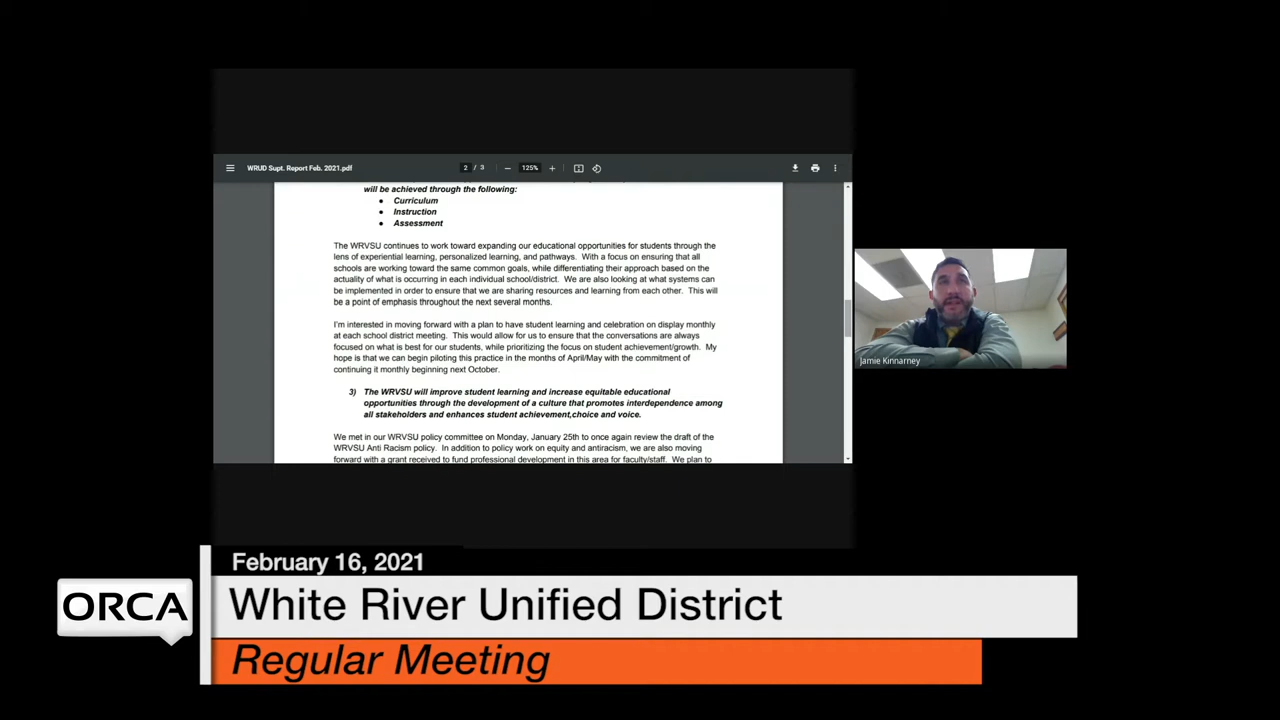 WRUD Supt. Report Feb. 2021.pdf
2 / 3
125%
will be achieved through the following:
● Curriculum
● Instruction
● Assessment
The WRVSU continues to work toward expanding our educational opportunities for students through the
lens of experiential learning, personalized learning, and pathways. With a focus on ensuring that all
schools are working toward the same common goals, while differentiating their approach based on the
actuality of what is occurring in each individual school/district. We are also looking at what systems can
be implemented in order to ensure that we are sharing resources and learning from each other. This will
be a point of emphasis throughout the next several months.
I'm interested in moving forward with a plan to have student learning and celebration on display monthly
at each school district meeting. This would allow for us to ensure that the conversations are always
focused on what is best for our students, while prioritizing the focus on student achievement/growth. My
hope is that we can begin piloting this practice in the months of April/May with the commitment of
continuing it monthly beginning next October.
3) The WRVSU will improve student learning and increase equitable educational
opportunities through the development of a culture that promotes interdependence among
all stakeholders and enhances student achievement,choice and voice.
We met in our WRVSU policy committee on Monday, January 25th to once again review the draft of the
WRVSU Anti Racism policy. In addition to policy work on equity and antiracism, we are also moving
forward with a grant received to fund professional development in this area for faculty/staff. We plan to
Jamie Kinnarney
February 16, 2021
ORCA
White River Unified District
Regular Meeting